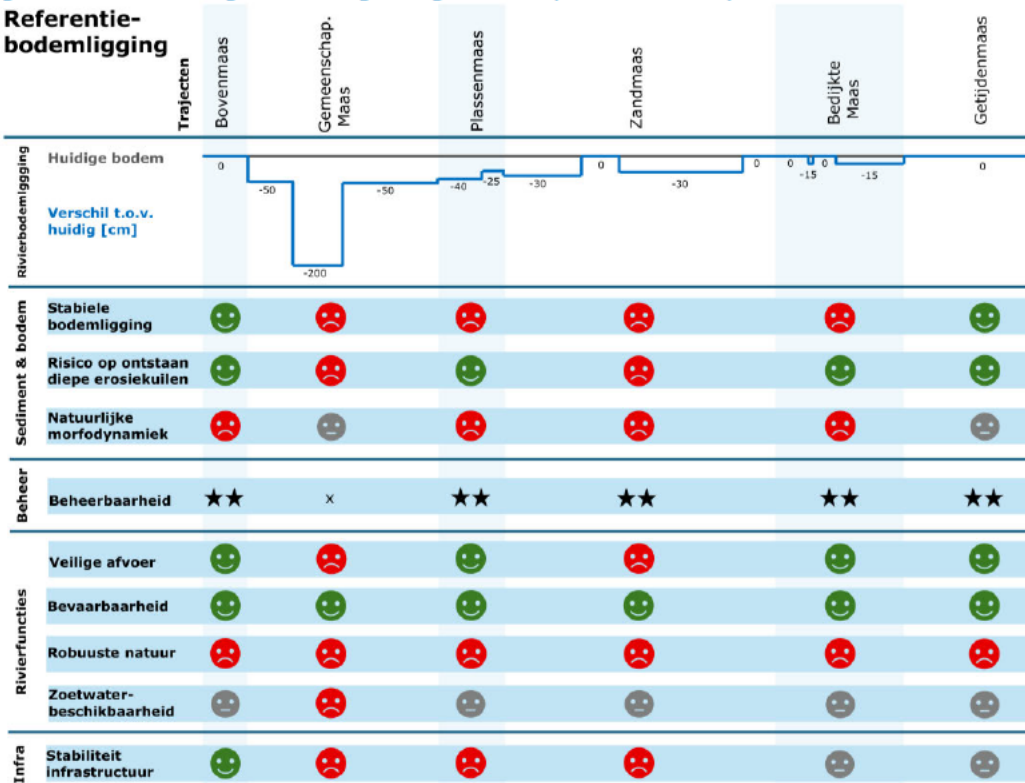 Referentie-
bodemligging
Trajecten
Bovenmaas
Gemeenschap.
Maas
Plassenmaas
Zandmaas
Bedijkte
Maas
Getijdenmaas
Rivierbodemligggging
Huidige bodem
Verschil t.o.v.
huidig [cm]
0
-50
-200
-50
-40
-25
-30
0
-30
0
0
-15
0
-15
0
Sediment & bodem
Stabiele
bodemligging
Risico op ontstaan
diepe erosiekuilen
Natuurlijke
morfodynamiek
Beheer
Beheerbaarheid
★★
x
★★
★★
★★
★★
Rivierfuncties
Veilige afvoer
Bevaarbaarheid
Robuuste natuur
Zoetwater-
beschikbaarheid
Infra
Stabiliteit
infrastructuur